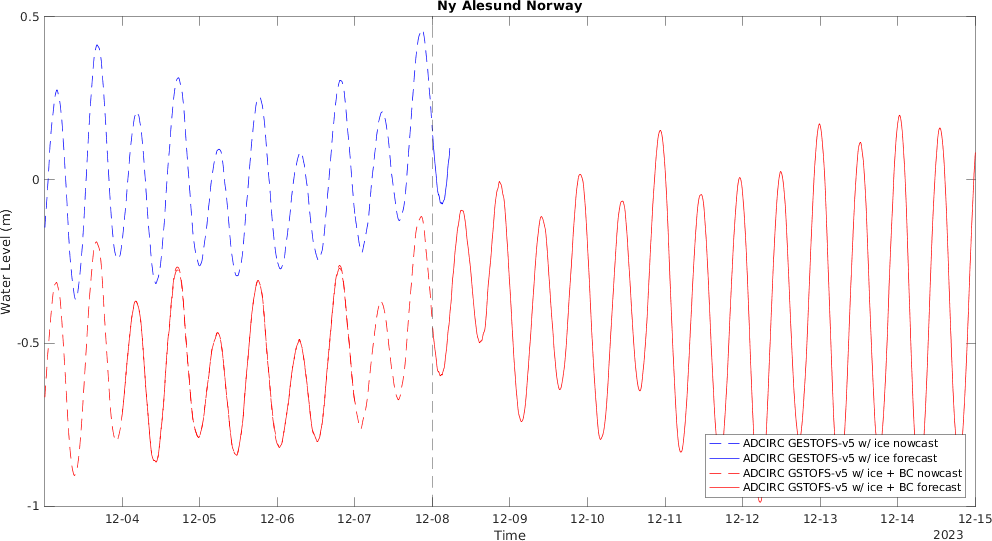 Ny Alesund Norway
0.5
0
-0.5
-1
Water Level (m)
ADCIRC GESTOFS-v5 w/ ice nowcast
ADCIRC GESTOFS-v5 w/ ice forecast
ADCIRC GSTOFS-v5 w/ ice + BC nowcast
ADCIRC GSTOFS-v5 w/ ice + BC forecast
12-04 12-05 12-06 12-07 12-08 12-09 12-10 12-11 12-12 12-13 12-14 12-15
Time
2023